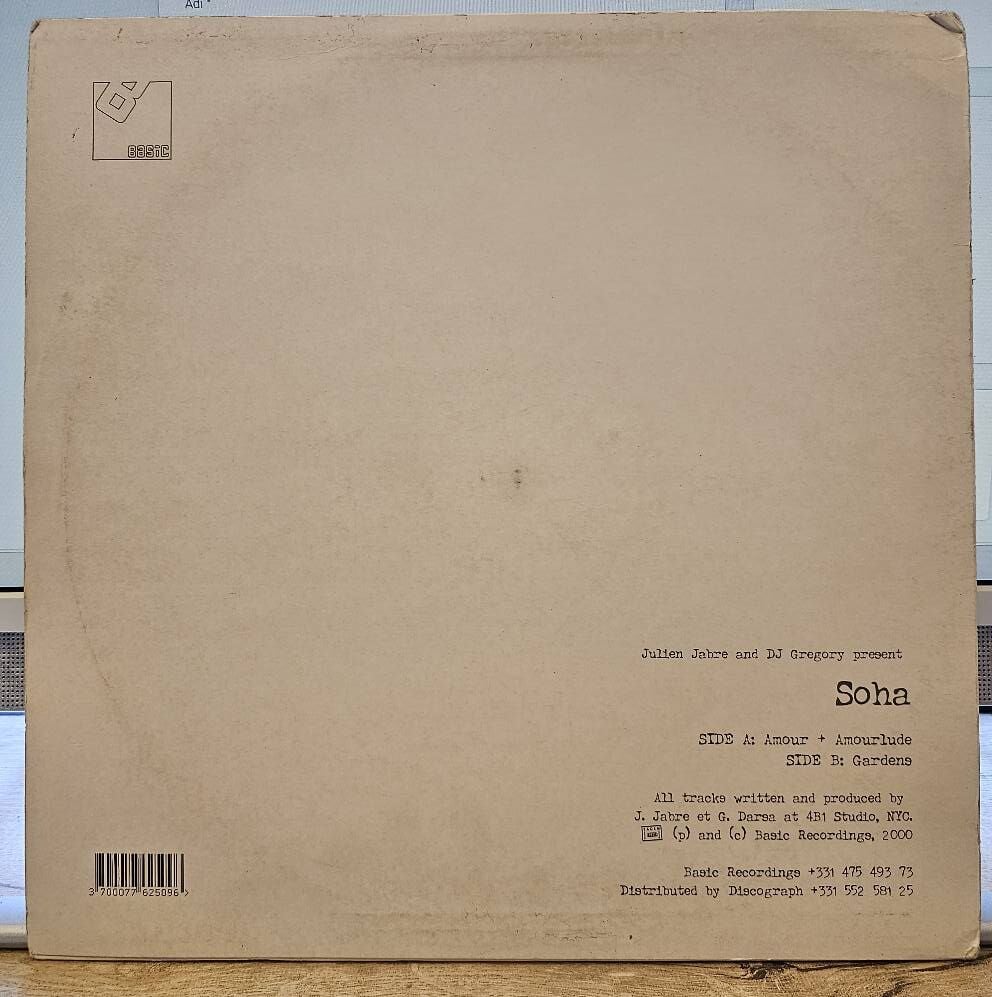 Adi
BASiC
Julien Jabre and DJ Gregory present
Soha
SIDE A: Amour + Amourlude
SIDE B: Gardens
All tracks written and produced by
J. Jabre et G. Darsa at 4B1 Studio, NYC.
(p) and (c) Basic Recordings, 2000
Basic Recordings +331 475 493 73
Distributed by Discograph +331 552 581 25
3 700077 625096 >